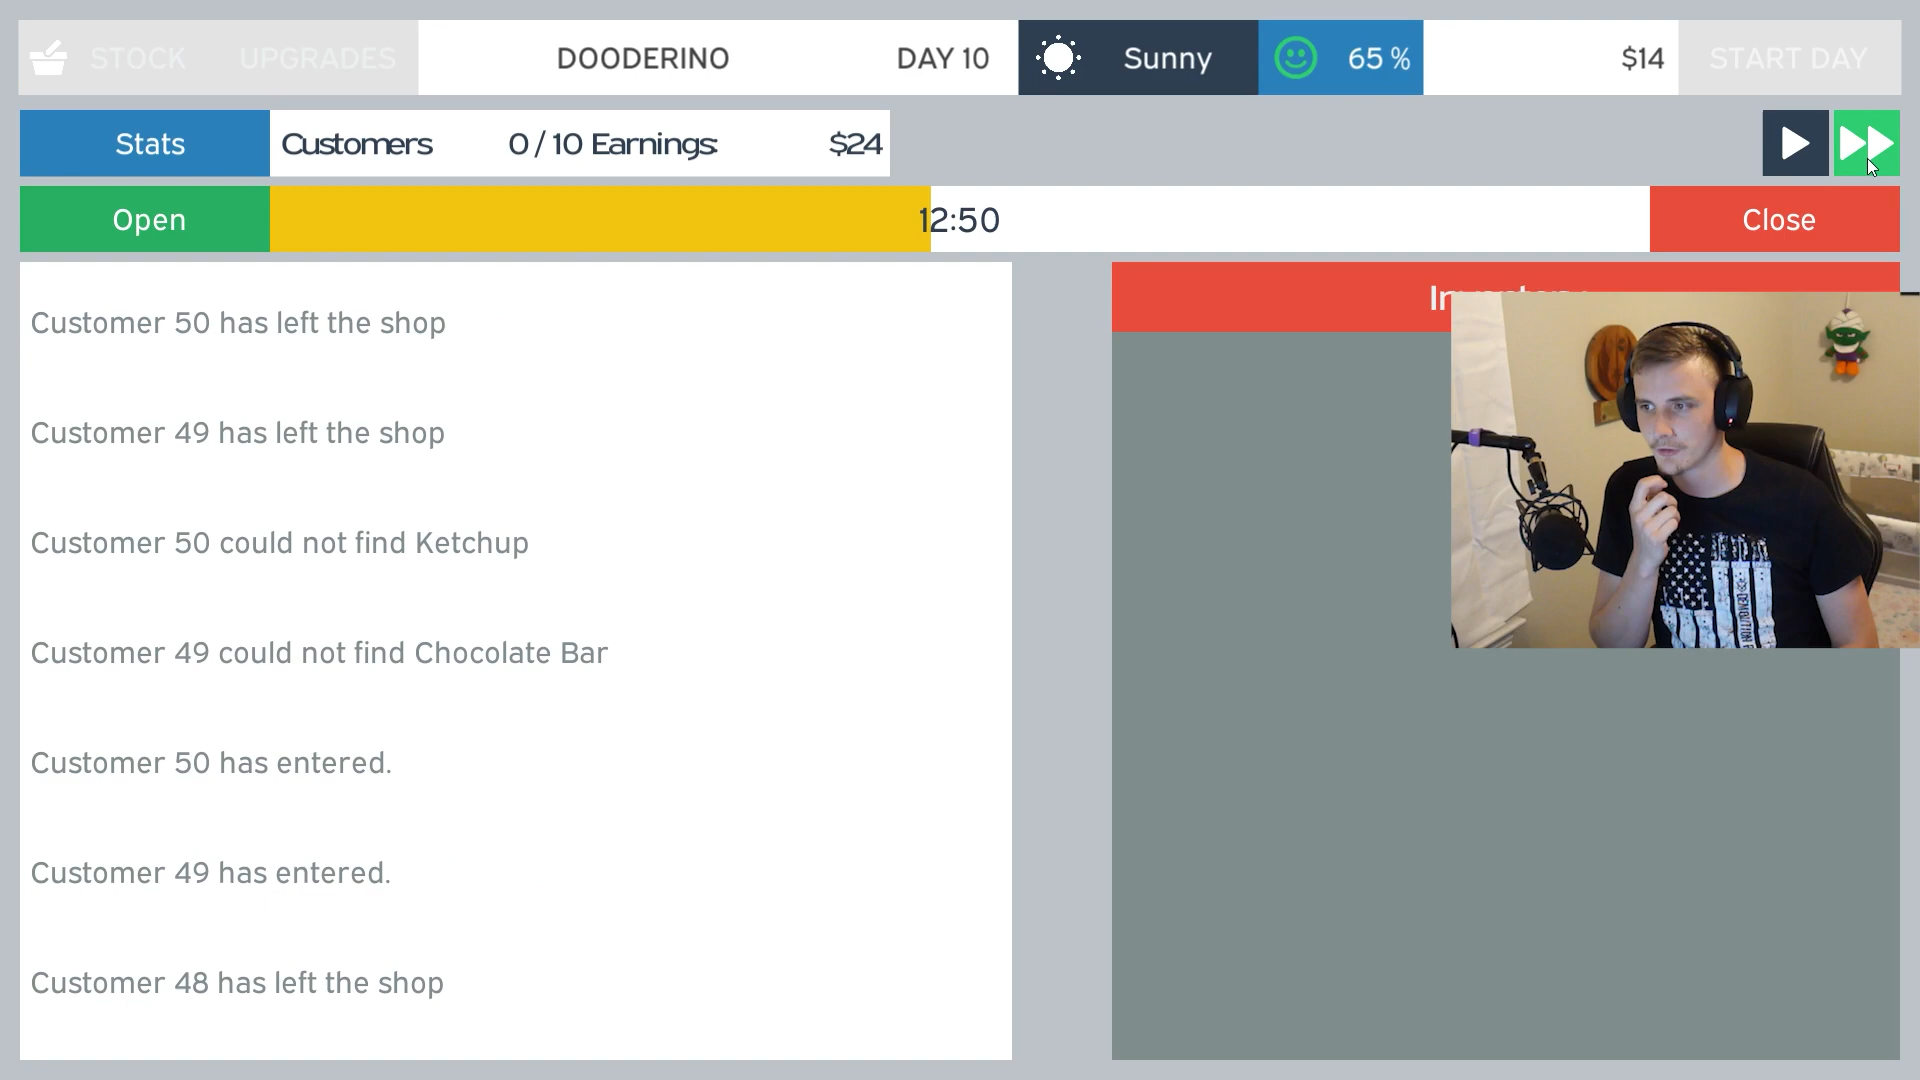 STOCK UPGRADES DOODERINO DAY 10 Sunny 65 % $14 START DAY
Stats Customers 0 / 10 Earnings: $24
Open 12:50 Close
Customer 50 has left the shop
Customer 49 has left the shop
Customer 50 could not find Ketchup
Customer 49 could not find Chocolate Bar
Customer 50 has entered.
Customer 49 has entered.
Customer 48 has left the shop